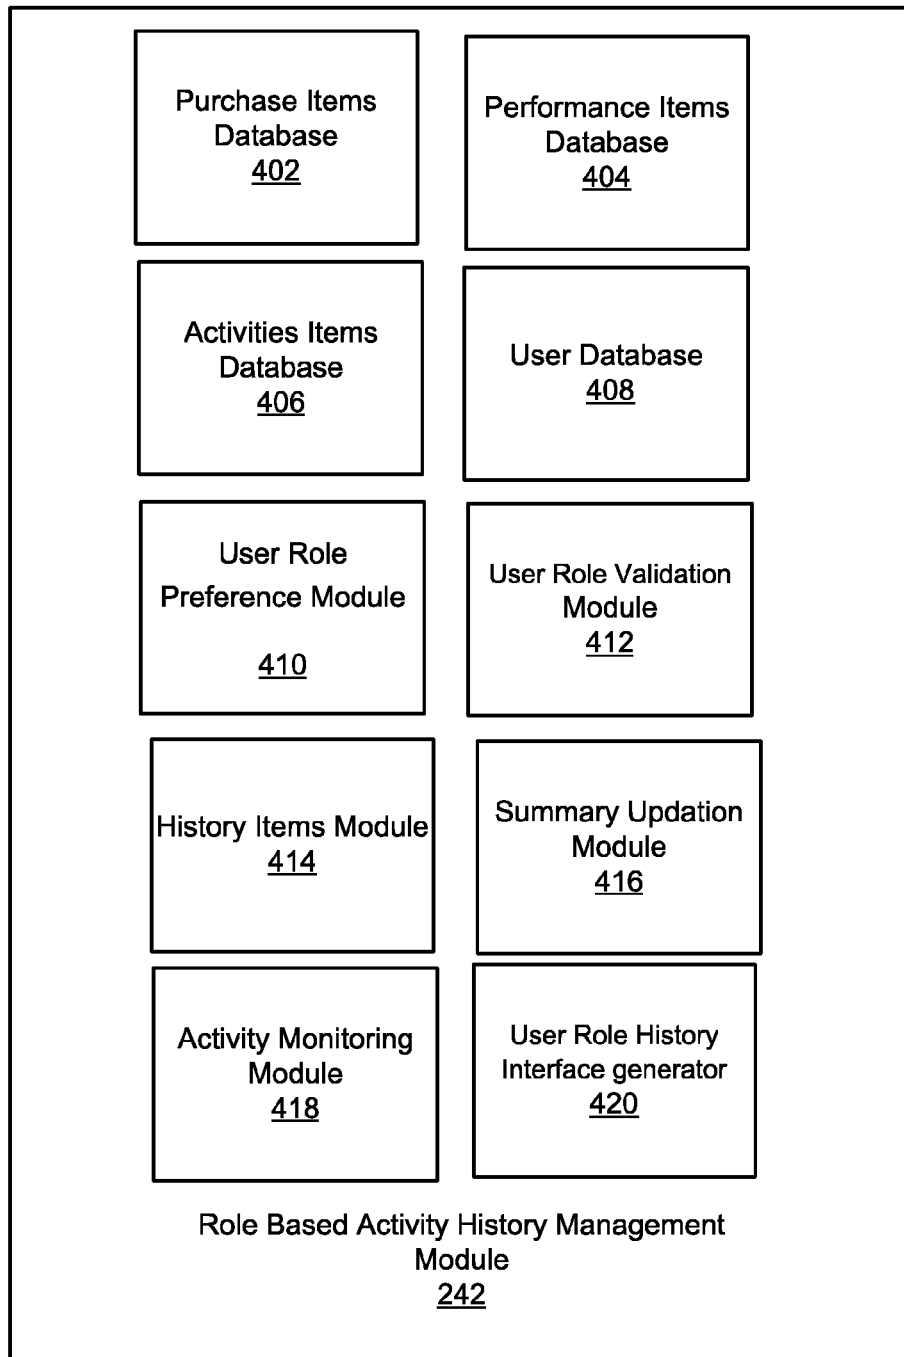 Purchase Items
Database
402
Performance Items
Database
404
Activities Items
Database
406
User Database
408
User Role
Preference Module
410
User Role Validation
Module
412
History Items Module
414
Summary Updation
Module
416
Activity Monitoring
Module
418
User Role History
Interface generator
420
Role Based Activity History Management
Module
242